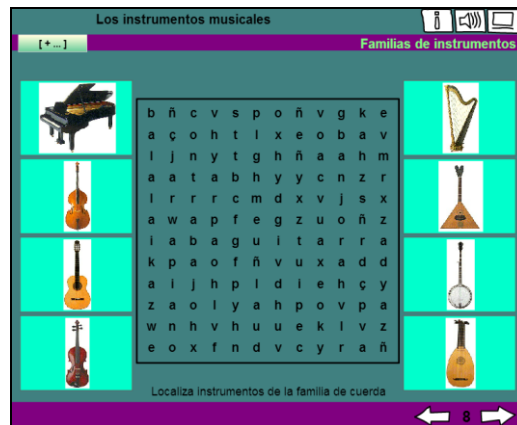 Los instrumentos musicales
[+...]
Familias de instrumentos
b ñ c v s p o ñ v g k e
a ç o h t l x e o b a v
l j n y t g h ñ a a h m
a a t a b h y y c n z r
l r r r c m d x v j s x
a w a p f e g z u o ñ z
i a b a g u i t a r r a
k p a o f ñ v u x a d d
a i j h p l d i e h ç y
z a o l y a h p o v p a
w n h v h u u e k l v z
e o x f n d v c y r a ñ
Localiza instrumentos de la familia de cuerda
8